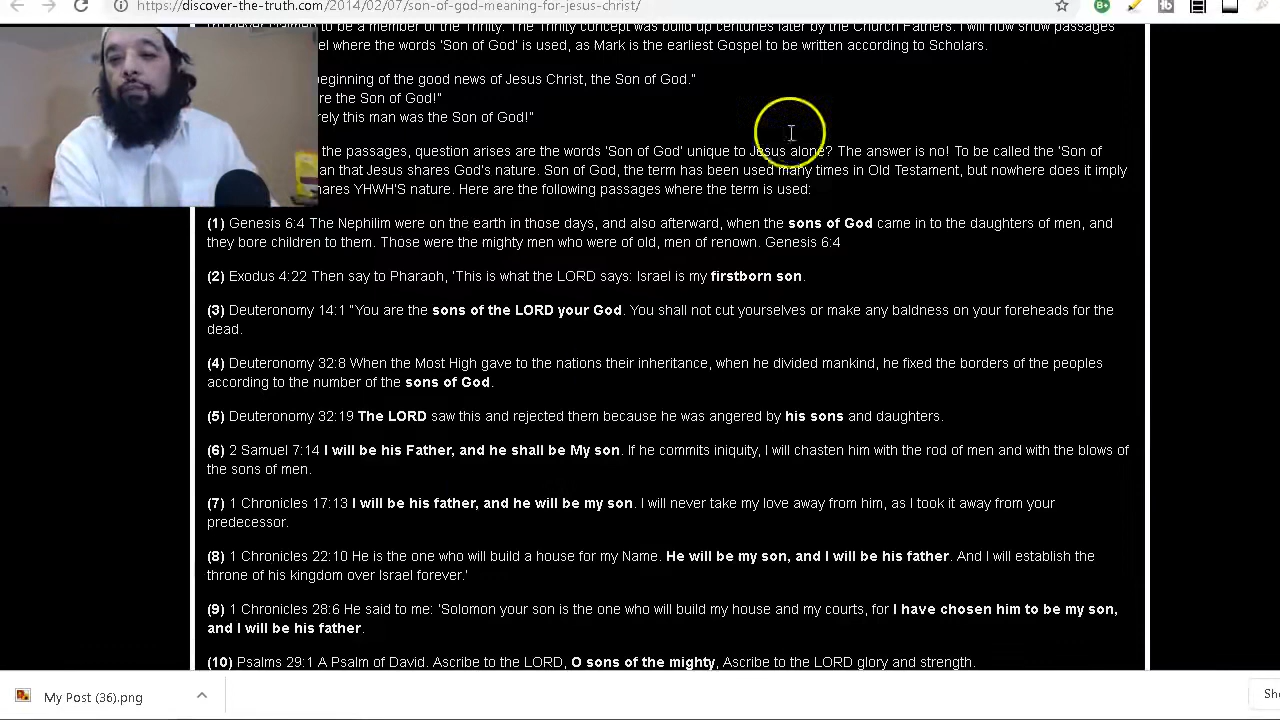 https://discover-the-truth.com/2014/02/07/son-of-god-meaning-for-jesus-christ/
never claimed to be a member of the Trinity. The Trinity concept was build up centuries later by the Church Fathers. I will now show passages
where the words 'Son of God' is used, as Mark is the earliest Gospel to be written according to Scholars.
beginning of the good news of Jesus Christ, the Son of God."
the Son of God!"
this man was the Son of God!"
the passages, question arises are the words 'Son of God' unique to Jesus alone? The answer is no! To be called the 'Son of
that Jesus shares God's nature. Son of God, the term has been used many times in Old Testament, but nowhere does it imply
YHWH'S nature. Here are the following passages where the term is used:
(1) Genesis 6:4 The Nephilim were on the earth in those days, and also afterward, when the sons of God came in to the daughters of men, and
they bore children to them. Those were the mighty men who were of old, men of renown. Genesis 6:4
(2) Exodus 4:22 Then say to Pharaoh, 'This is what the LORD says: Israel is my firstborn son.
(3) Deuteronomy 14:1 "You are the sons of the LORD your God. You shall not cut yourselves or make any baldness on your foreheads for the
dead.
(4) Deuteronomy 32:8 When the Most High gave to the nations their inheritance, when he divided mankind, he fixed the borders of the peoples
according to the number of the sons of God.
(5) Deuteronomy 32:19 The LORD saw this and rejected them because he was angered by his sons and daughters.
(6) 2 Samuel 7:14 I will be his Father, and he shall be My son. If he commits iniquity, I will chasten him with the rod of men and with the blows of
the sons of men.
(7) 1 Chronicles 17:13 I will be his father, and he will be my son. I will never take my love away from him, as I took it away from your
predecessor.
(8) 1 Chronicles 22:10 He is the one who will build a house for my Name. He will be my son, and I will be his father. And I will establish the
throne of his kingdom over Israel forever.'
(9) 1 Chronicles 28:6 He said to me: 'Solomon your son is the one who will build my house and my courts, for I have chosen him to be my son,
and I will be his father.
(10) Psalms 29:1 A Psalm of David. Ascribe to the LORD, O sons of the mighty, Ascribe to the LORD glory and strength.
My Post (36).png